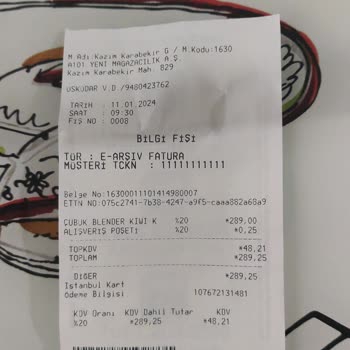 M.Adı:Kazım Karabekir G / M.Kodu:1630
A101 YENİ MAĞAZACILIK A.Ş.
Kazım Karabekir Mah 829
ÜSKÜDAR V.D./9480423762
TARİH : 11.01.2024
SAAT : 09:30
FİŞ NO : 0008
BİLGİ FİŞİ
TÜR : E-ARŞİV FATURA
MÜŞTERİ TCKN : 11111111111
Belge No:16300011101414980007
ETTN NO:075c2741-7b38-4247-a9f5-caaa882a68a9
ÇUBUK BLENDER KIWI K %20 *289,00
ALIŞVERİŞ POŞETİ %20 *0,25
TOPKDV *48,21
TOPLAM *289,25
DİĞER *289,25
İstanbul Kart
Ödeme Bilgisi 107672131481
KDV Oranı KDV Dahil Tutar KDV
%20 *289,25 *48,21